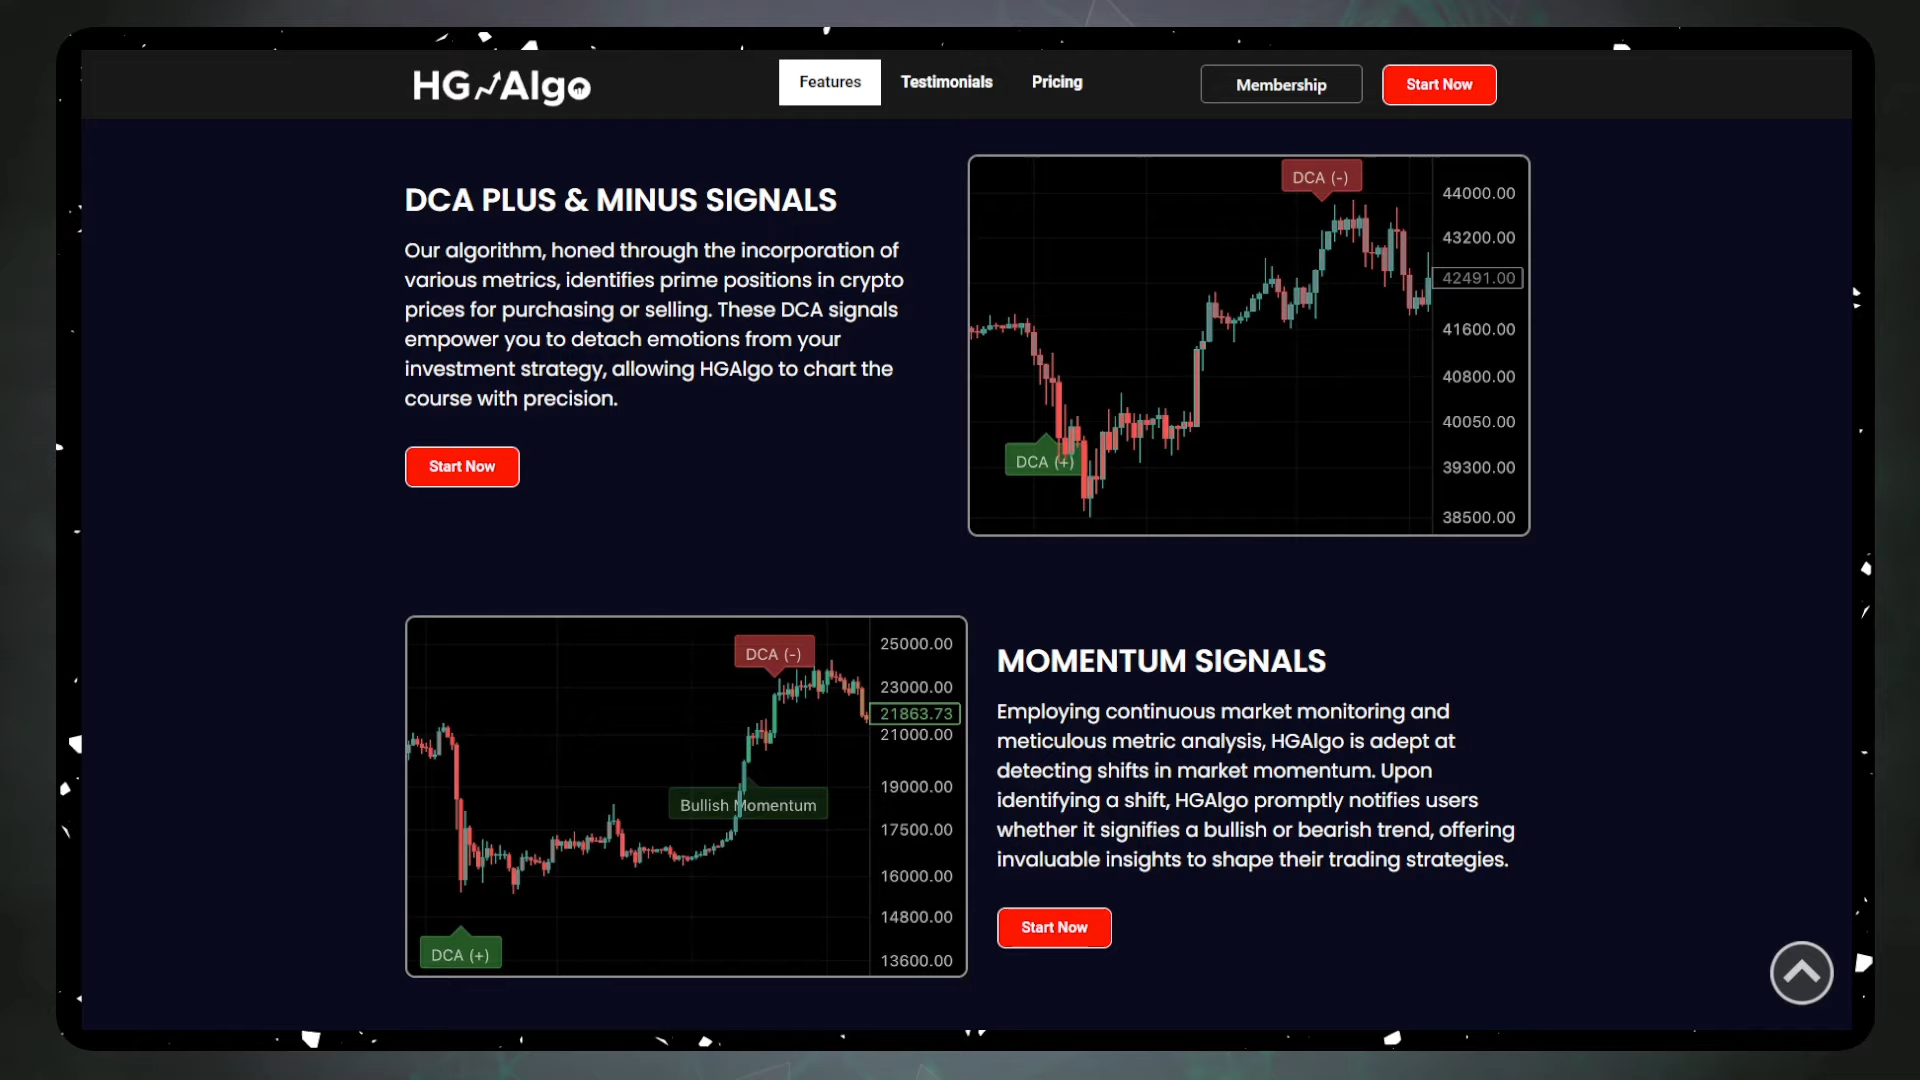 HG Algo
Features
Testimonials
Pricing
Membership
Start Now
DCA PLUS & MINUS SIGNALS
Our algorithm, honed through the incorporation of
various metrics, identifies prime positions in crypto
prices for purchasing or selling. These DCA signals
empower you to detach emotions from your
investment strategy, allowing HGAlgo to chart the
course with precision.
Start Now
DCA (-)
DCA (+)
44000.00
43200.00
42491.00
41600.00
40800.00
40050.00
39300.00
38500.00
DCA (-)
Bullish Momentum
DCA (+)
25000.00
23000.00
21863.73
21000.00
19000.00
17500.00
16000.00
14800.00
13600.00
MOMENTUM SIGNALS
Employing continuous market monitoring and
meticulous metric analysis, HGAlgo is adept at
detecting shifts in market momentum. Upon
identifying a shift, HGAlgo promptly notifies users
whether it signifies a bullish or bearish trend, offering
invaluable insights to shape their trading strategies.
Start Now